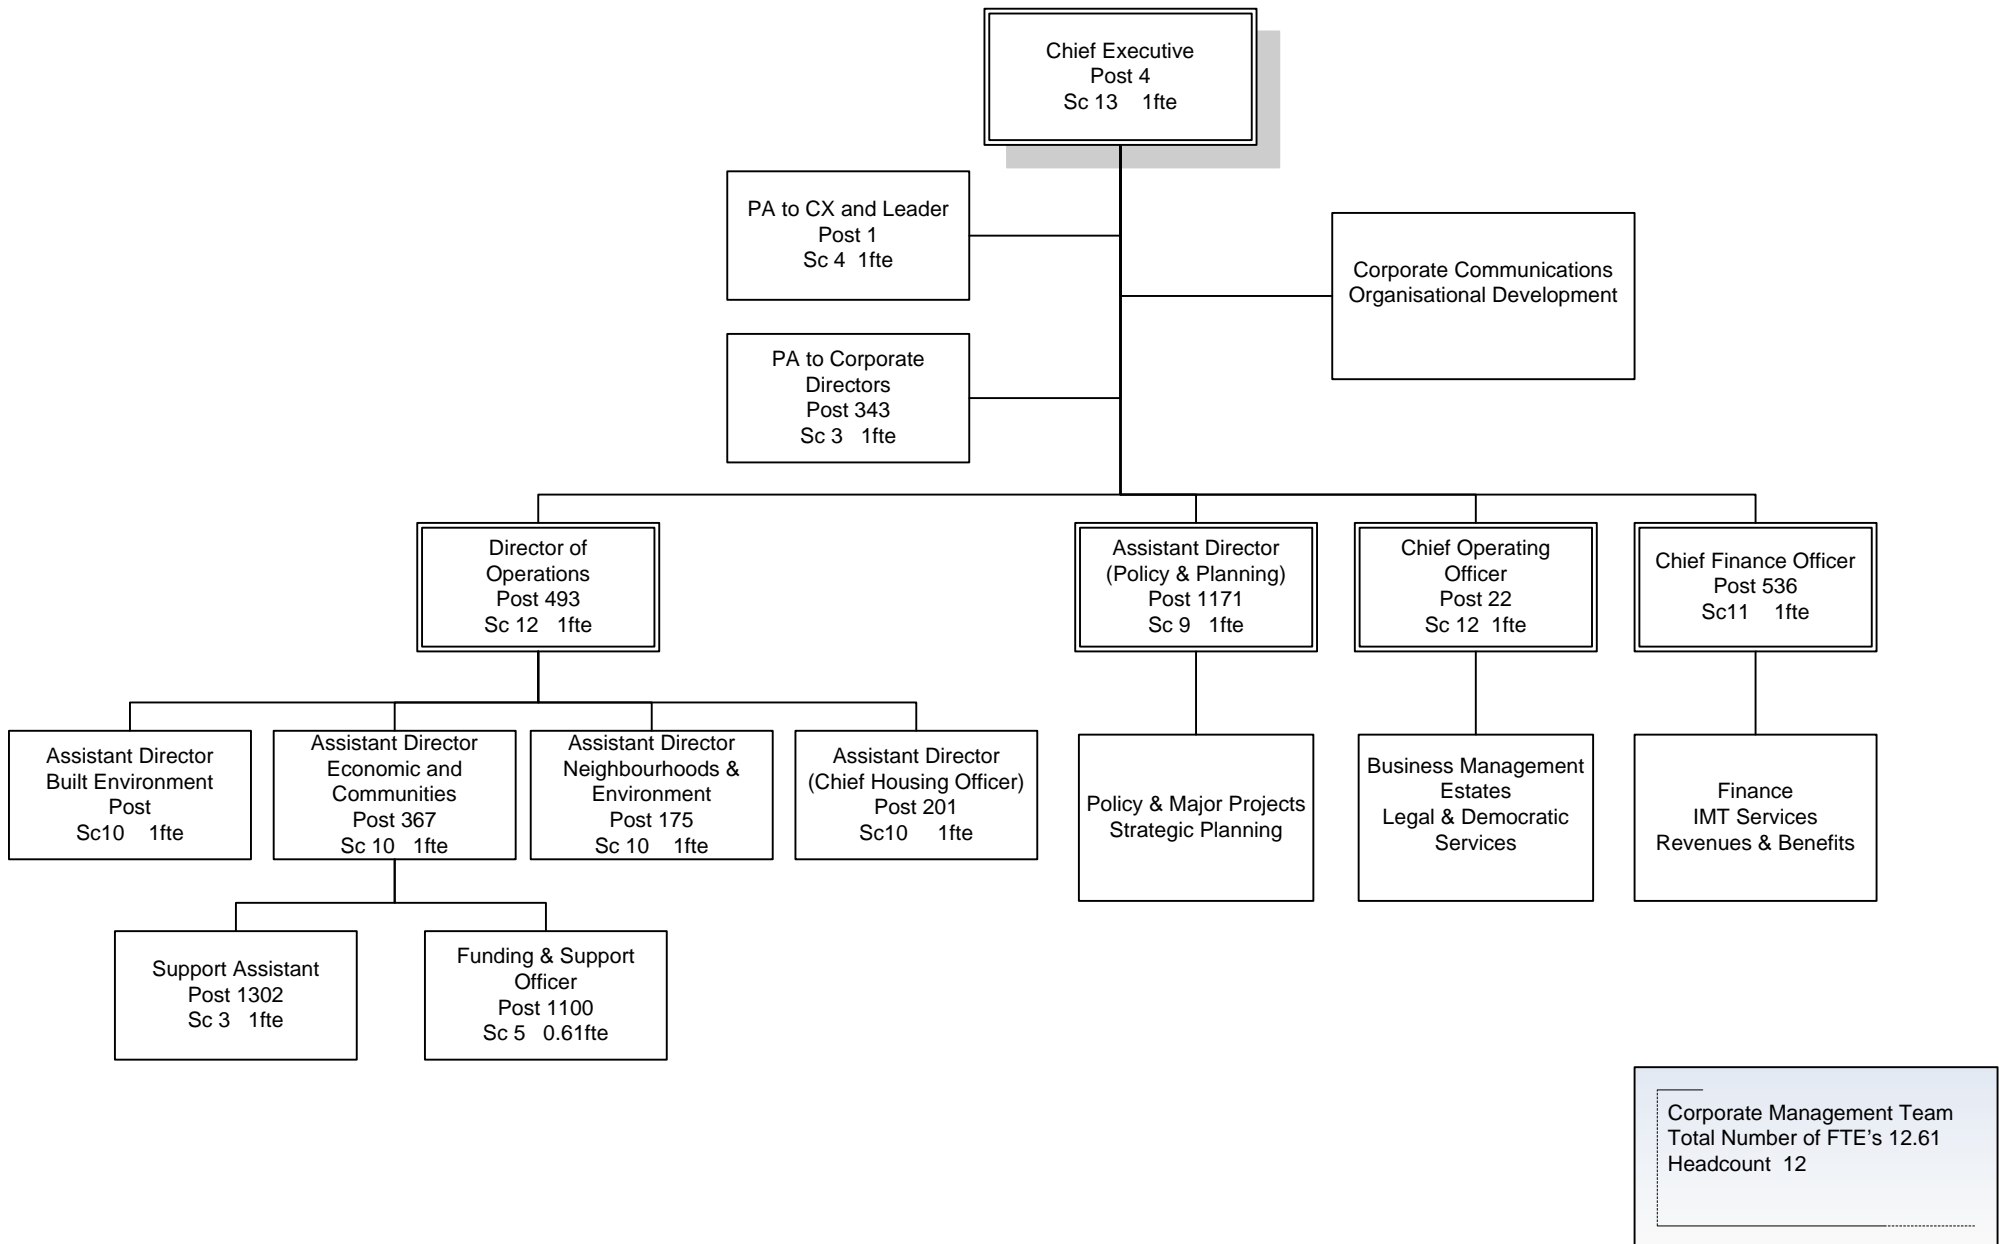 Chief Executive
Post 4
Sc 13 1fte
PA to CX and Leader
Post 1
Sc 4 1fte
Corporate Communications
Organisational Development
PA to Corporate
Directors
Post 343
Sc 3 1fte
Director of
Operations
Post 493
Sc 12 1fte
Assistant Director
(Policy & Planning)
Post 1171
Sc 9 1fte
Chief Operating
Officer
Post 22
Sc 12 1fte
Chief Finance Officer
Post 536
Sc11 1fte
Assistant Director
Built Environment
Post
Sc10 1fte
Assistant Director
Economic and
Communities
Post 367
Sc 10 1fte
Assistant Director
Neighbourhoods &
Environment
Post 175
Sc 10 1fte
Assistant Director
(Chief Housing Officer)
Post 201
Sc10 1fte
Policy & Major Projects
Strategic Planning
Business Management
Estates
Legal & Democratic
Services
Finance
IMT Services
Revenues & Benefits
Support Assistant
Post 1302
Sc 3 1fte
Funding & Support
Officer
Post 1100
Sc 5 0.61fte
Corporate Management Team
Total Number of FTE’s 12.61
Headcount 12